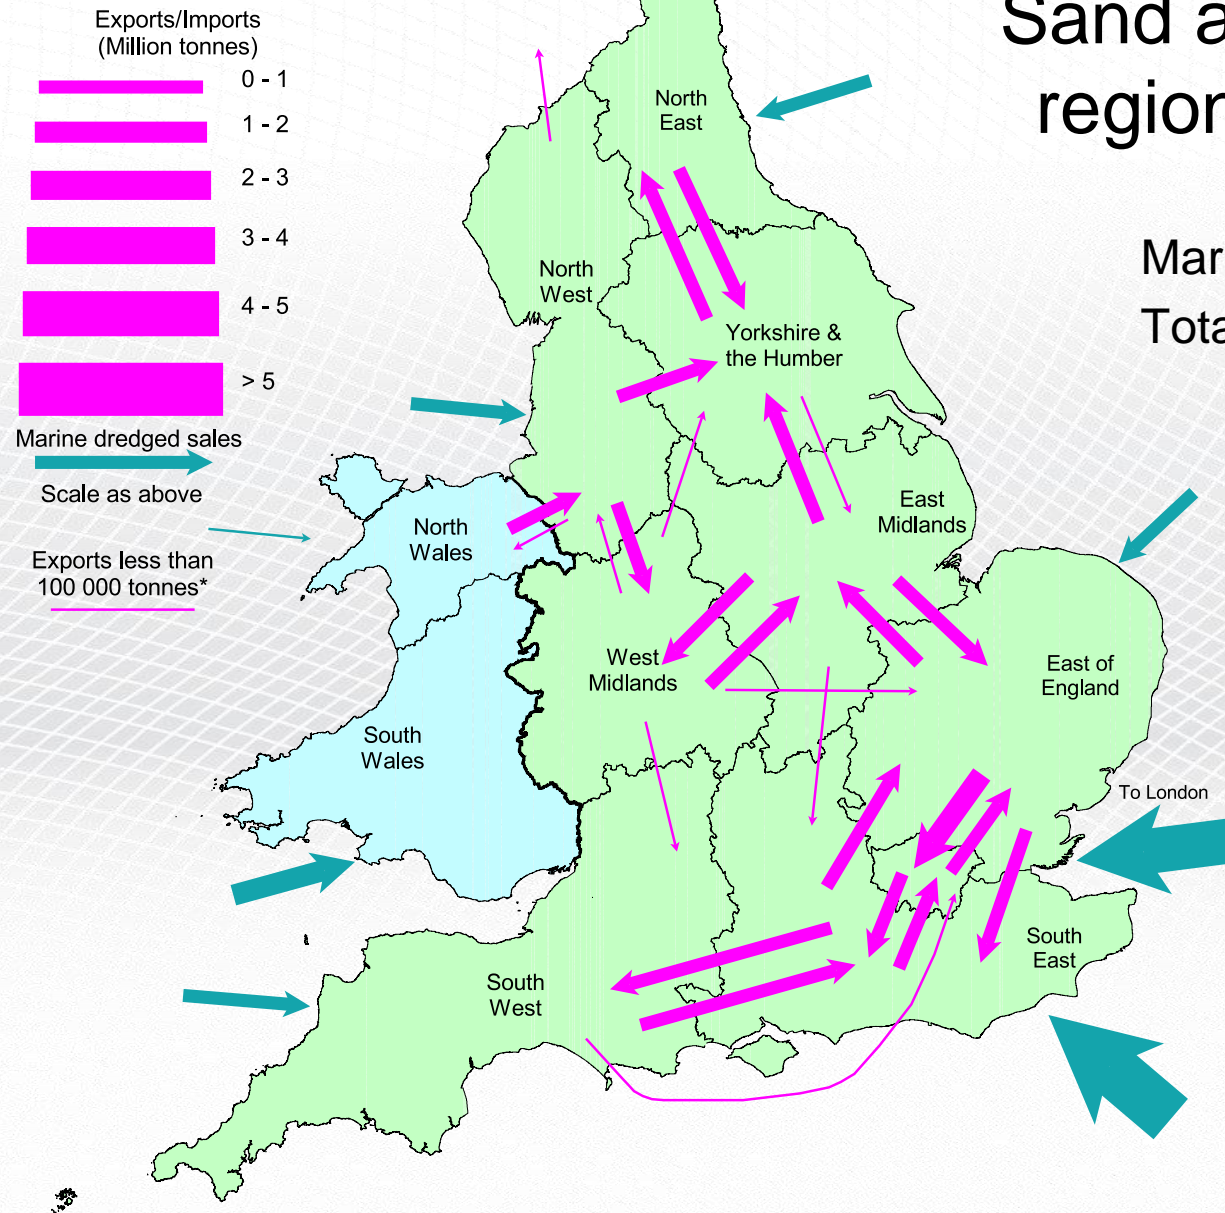 Exports/Imports
(Million tonnes)
0 - 1
1 - 2
2 - 3
3 - 4
4 - 5
> 5
Marine dredged sales
Scale as above
Exports less than
100 000 tonnes*
Sand a
region
Mar
Tota
North
East
North
West
Yorkshire &
the Humber
East
Midlands
North
Wales
West
Midlands
East of
England
South
Wales
To London
South
East
South
West